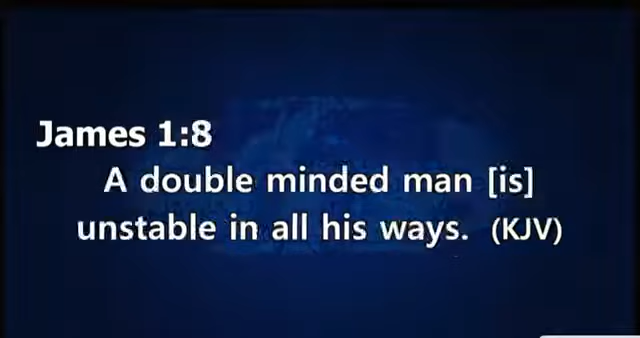 James 1:8
A double minded man [is]
unstable in all his ways. (KJV)